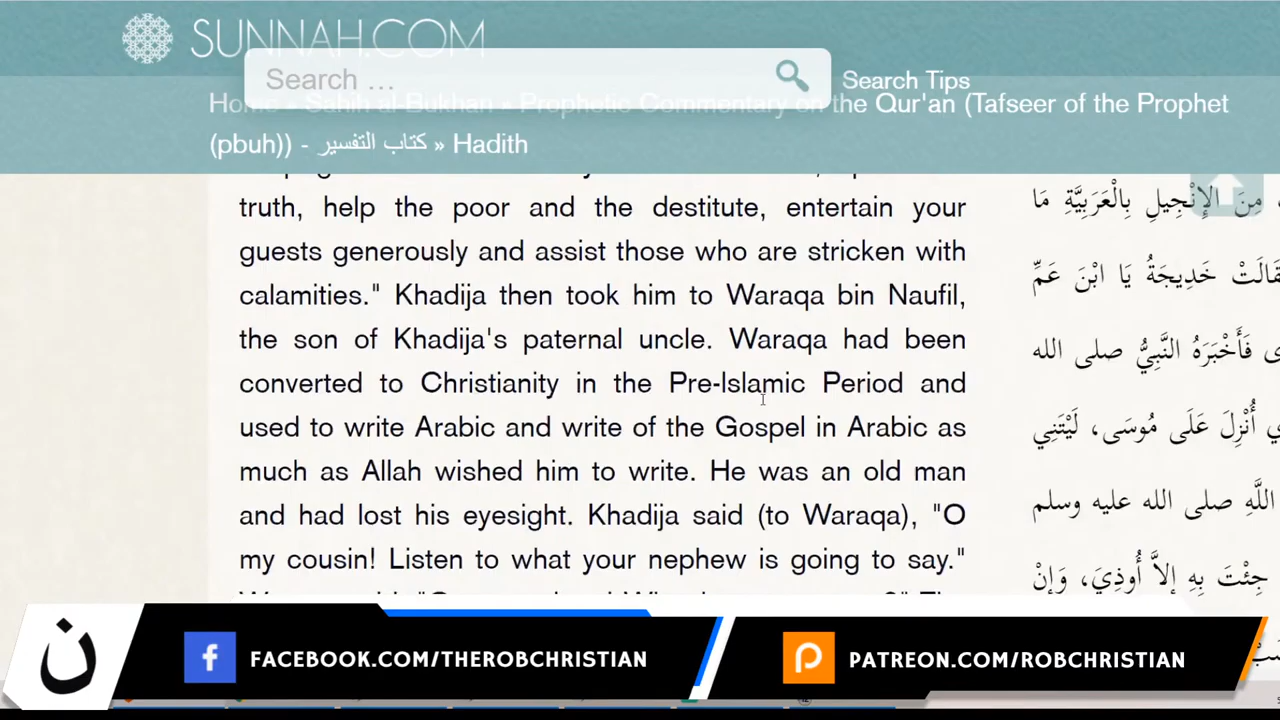 SUNNAH.COM
Search ...
Search Tips
Home » Sahih al-Bukhari » Prophetic Commentary on the Qur'an (Tafseer of the Prophet
(pbuh)) - كتاب التفسير » Hadith
truth, help the poor and the destitute, entertain your
guests generously and assist those who are stricken with
calamities." Khadija then took him to Waraqa bin Naufil,
the son of Khadija's paternal uncle. Waraqa had been
converted to Christianity in the Pre-Islamic Period and
used to write Arabic and write of the Gospel in Arabic as
much as Allah wished him to write. He was an old man
and had lost his eyesight. Khadija said (to Waraqa), "O
my cousin! Listen to what your nephew is going to say."
مِنَ الإِنْجِيلِ بِالْعَرَبِيَّةِ مَا
خَدِيجَةُ يَا ابْنَ عَمِّ
فَأَخْبَرَهُ النَّبِيُّ صلى الله
أُنْزِلَ عَلَى مُوسَى، لَيْتَنِي
اللَّهِ صلى الله عليه وسلم
جِئْتَ بِهِ إِلاَّ أُوذِيَ، وَإِنْ
ن
FACEBOOK.COM/THEROBCHRISTIAN
PATREON.COM/ROBCHRISTIAN